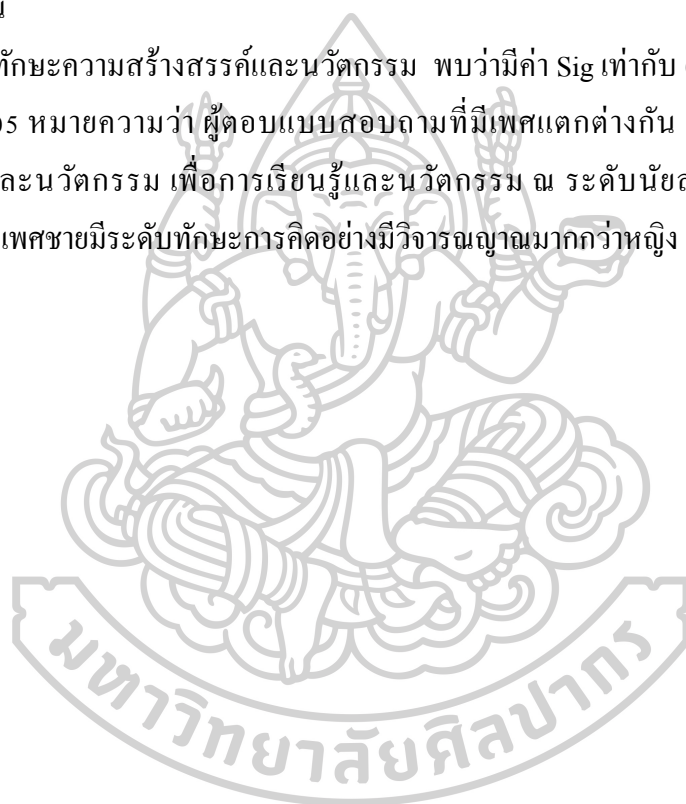 ทักษะความสร้างสรรค์และนวัตกรรม พบว่ามีค่า Sig เท่ากับ
05 หมายความว่า ผู้ตอบแบบสอบถามที่มีเพศแตกต่างกัน
ละนวัตกรรม เพื่อการเรียนรู้และนวัตกรรม ณ ระดับนัย
เพศชายมีระดับทักษะการคิดอย่างมีวิจารณญาณมากกว่าหญิง
มหาวิทยาลัยศิลปากร